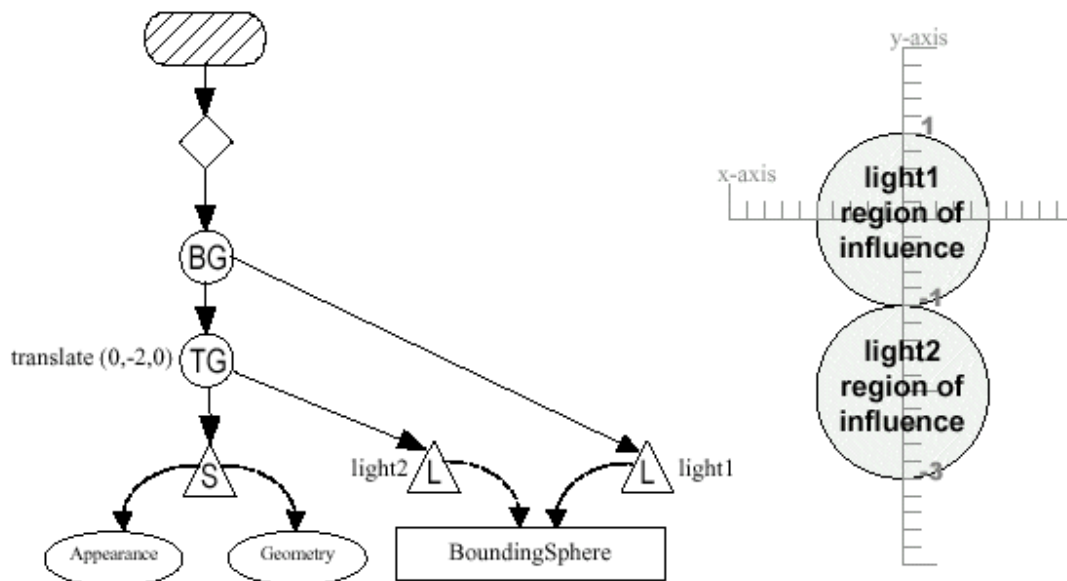 BG
translate (0,-2,0)
TG
S
light2
L
L
light1
Appearance
Geometry
BoundingSphere
y-axis
1
x-axis
light1
region of
influence
-1
light2
region of
influence
-3